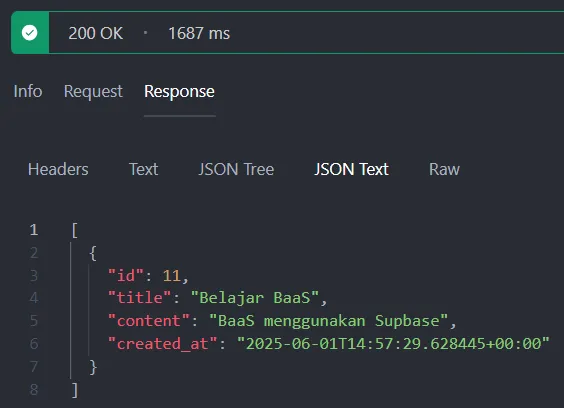 200 OK • 1687 ms
Info Request Response
Headers Text JSON Tree JSON Text Raw
1 [
2 {
3 "id": 11,
4 "title": "Belajar BaaS",
5 "content": "BaaS menggunakan Supbase",
6 "created_at": "2025-06-01T14:57:29.628445+00:00"
7 }
8 ]